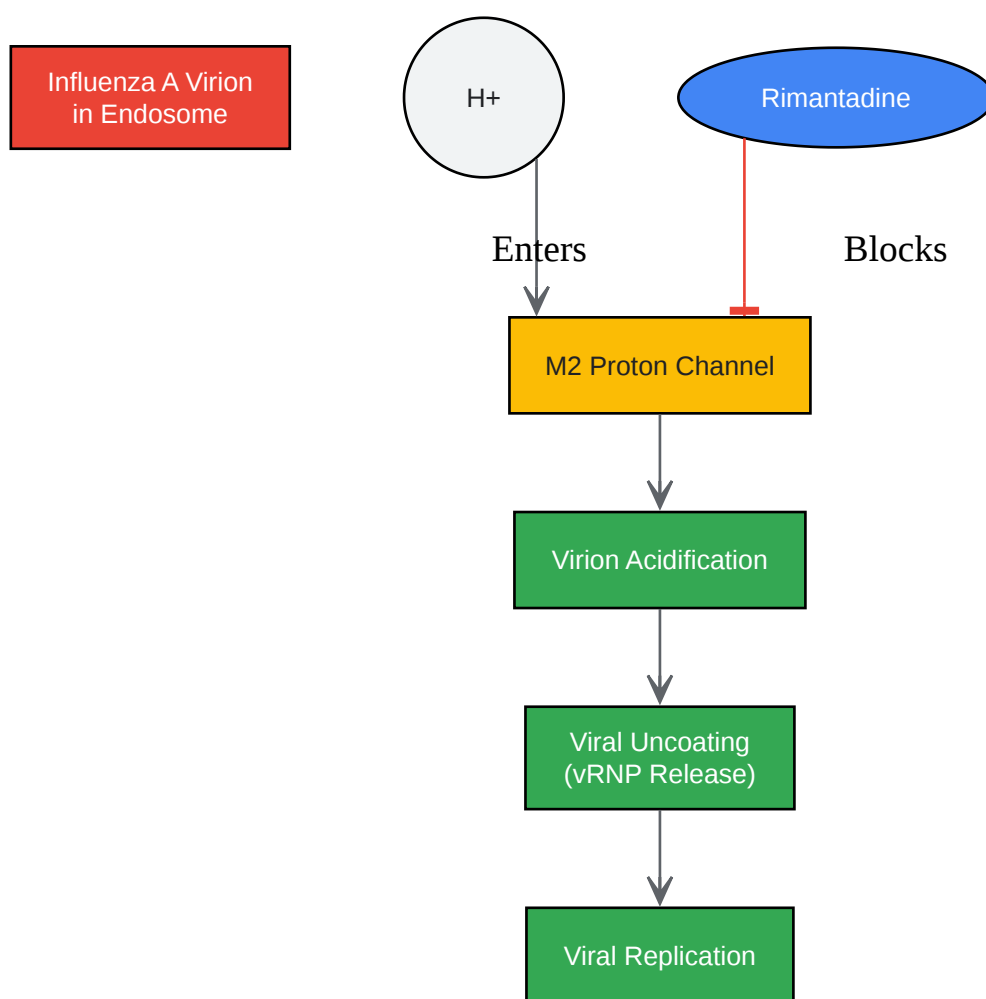 Influenza A Virion
in Endosome
H+
Rimantadine
Enters
Blocks
M2 Proton Channel
Virion Acidification
Viral Uncoating
(vRNP Release)
Viral Replication